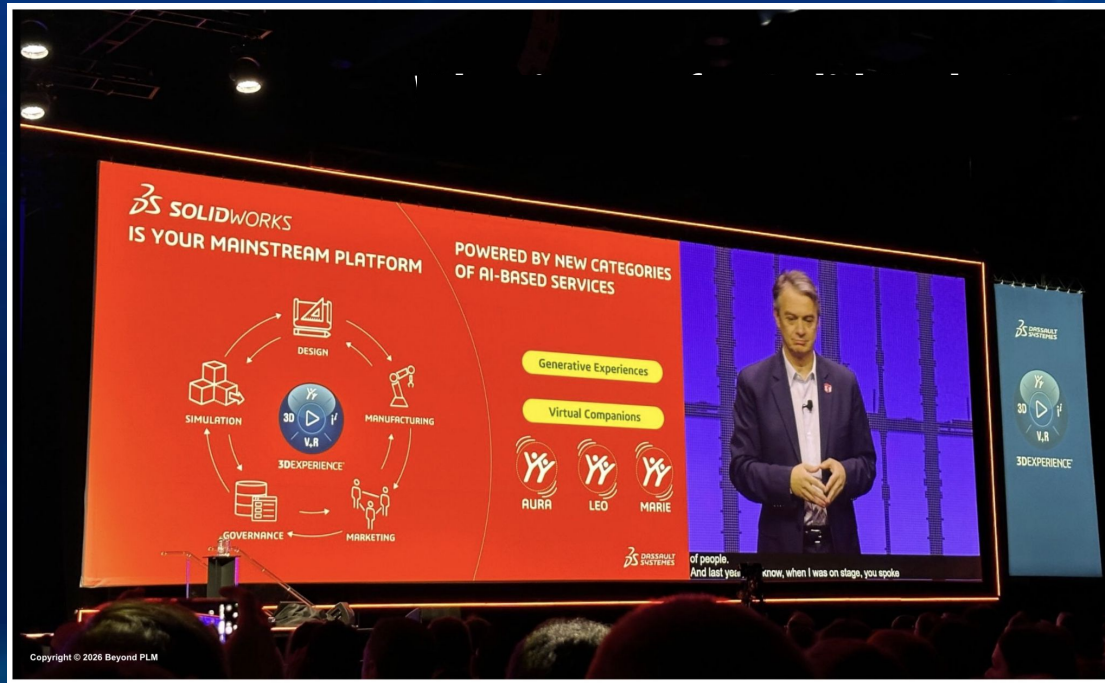 3DS SOLIDWORKS
IS YOUR MAINSTREAM PLATFORM
POWERED BY NEW CATEGORIES
OF AI-BASED SERVICES
DESIGN
SIMULATION
MANUFACTURING
3D
V,R
3DEXPERIENCE
GOVERNANCE
MARKETING
Generative Experiences
Virtual Companions
AURA
LEO
MARIE
DASSAULT
SYSTEMES
of people.
know, when I was on stage, you spoke
And last
DASSAULT
SYSTEMES
3D
V,R
3DEXPERIENCE
Copyright © 2026 Beyond PLM